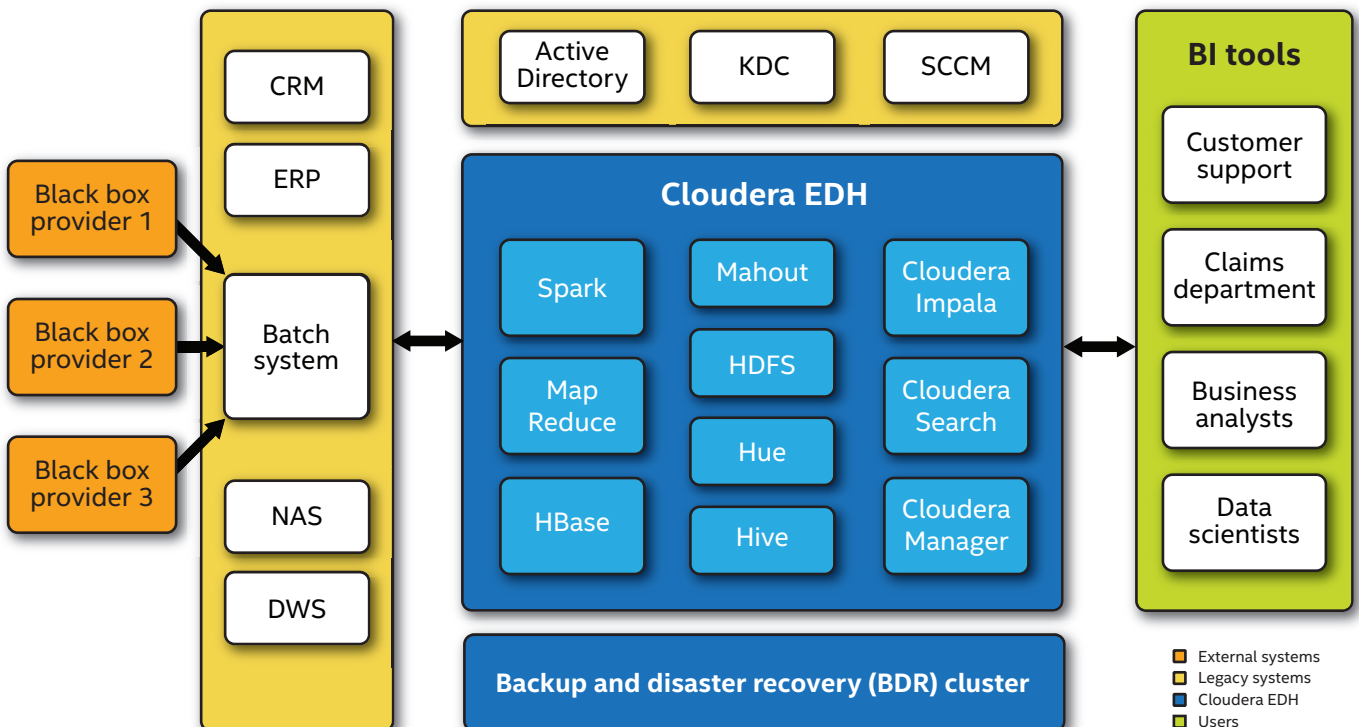 CRM
ERP
Batch
system
NAS
DWS
Black box
provider 1
Black box
provider 2
Black box
provider 3
Active
Directory
KDC
SCCM
Cloudera EDH
Spark
Map
Reduce
HBase
Mahout
HDFS
Hue
Hive
Cloudera
Impala
Cloudera
Search
Cloudera
Manager
Backup and disaster recovery (BDR) cluster
BI tools
Customer
support
Claims
department
Business
analysts
Data
scientists
External systems
Legacy systems
Cloudera EDH
Users